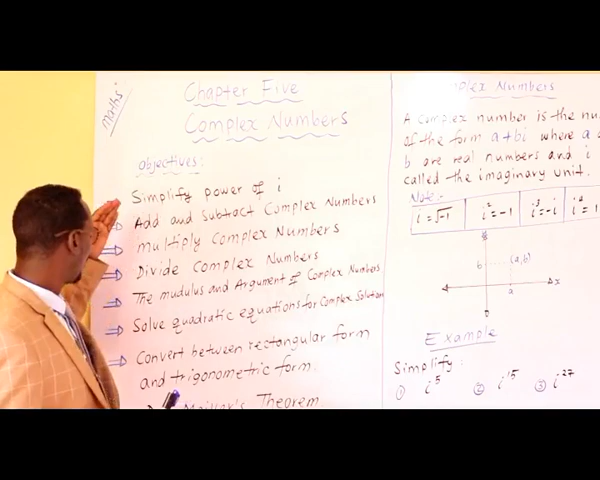 maths
Chapter Five
Complex Numbers
objectives:
Simplify power of i
Add and Subtract Complex Numbers
multiply Complex Numbers
Divide Complex Numbers
The modulus and Argument of Complex Numbers
Solve quadratic equations for Complex Solution
Convert between rectangular form
and trigonometric form.
Theorem
Numbers
A complex number is the
of the form a+bi where a
b are real numbers and i
called the imaginary unit.
Note:-
i=√-1 i²=-1 i³=-i i⁴=1
b (a,b)
a x
Example
Simplify:
① i⁵ ② i¹⁵ ③ i²⁷